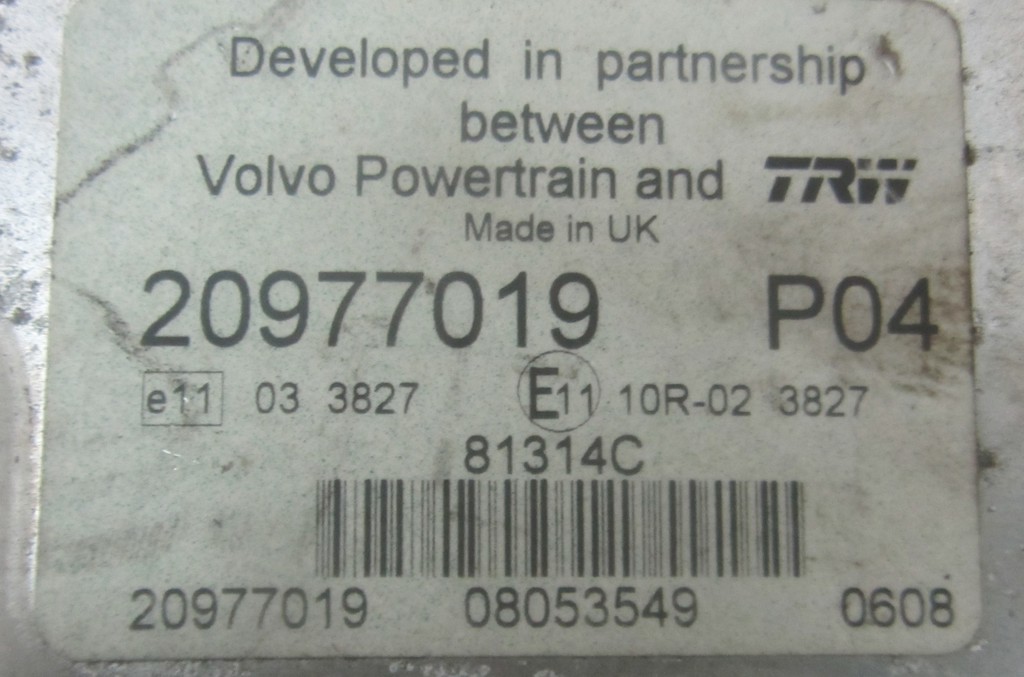 Developed in partnership
between
Volvo Powertrain and TRW
Made in UK
20977019 P04
e11 03 3827 E11 10R-02 3827
81314C
20977019 08053549 0608